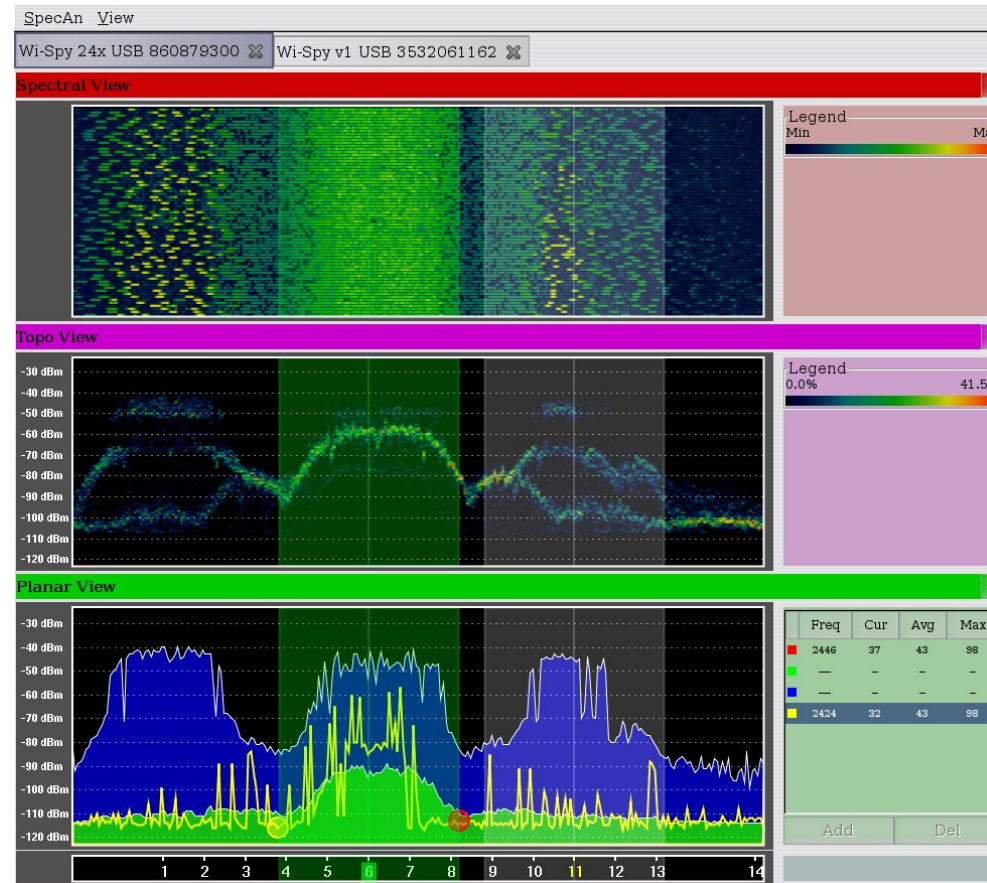 SpecAn View
Wi-Spy 24x USB 860879300 Wi-Spy v1 USB 3532061162
Spectral View
Legend
Min Ma
Topo View
-30 dBm
-40 dBm
-50 dBm
-60 dBm
-70 dBm
-80 dBm
-90 dBm
-100 dBm
-110 dBm
-120 dBm
Legend
0.0% 41.5
Planar View
-30 dBm
-40 dBm
-50 dBm
-60 dBm
-70 dBm
-80 dBm
-90 dBm
-100 dBm
-110 dBm
-120 dBm
Freq Cur Avg Max
2446 37 43 98
— – – –
— – – –
2424 32 43 98
Add Del
1 2 3 4 5 6 7 8 9 10 11 12 13 14